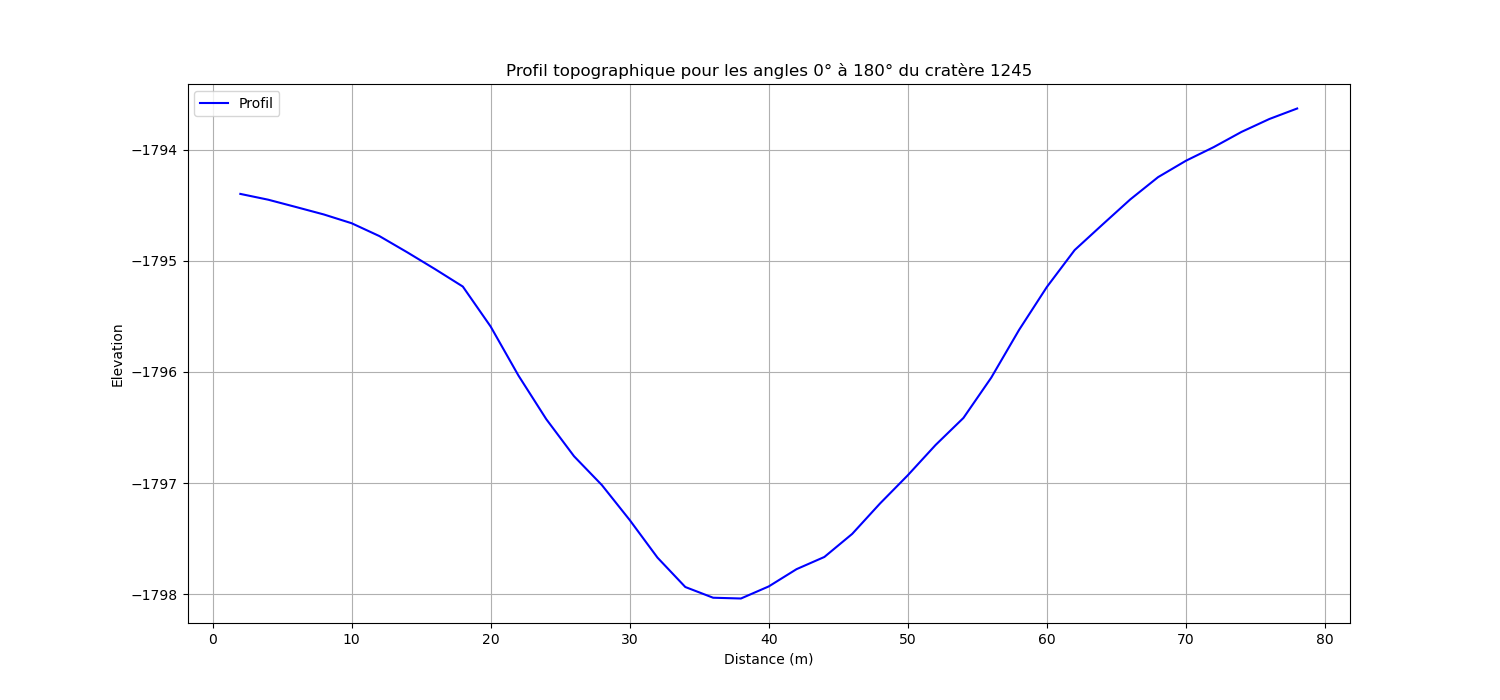 Profil topographique pour les angles 0° à 180° du cratère 1245
Profil
−1794
−1795
−1796
−1797
−1798
Elevation
0 10 20 30 40 50 60 70 80
Distance (m)